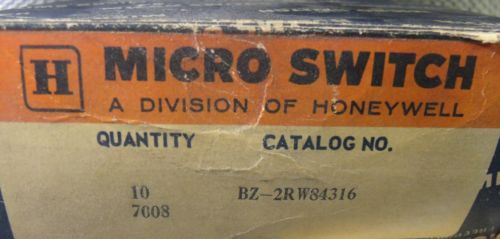 H MICRO SWITCH
A DIVISION OF HONEYWELL
QUANTITY CATALOG NO.
10 BZ-2RW84316
7008